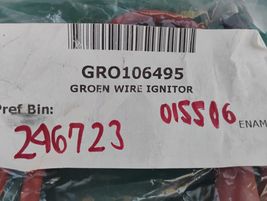 GRO106495
GROEN WIRE IGNITOR
Pref Bin:
015506
ENAM
246723